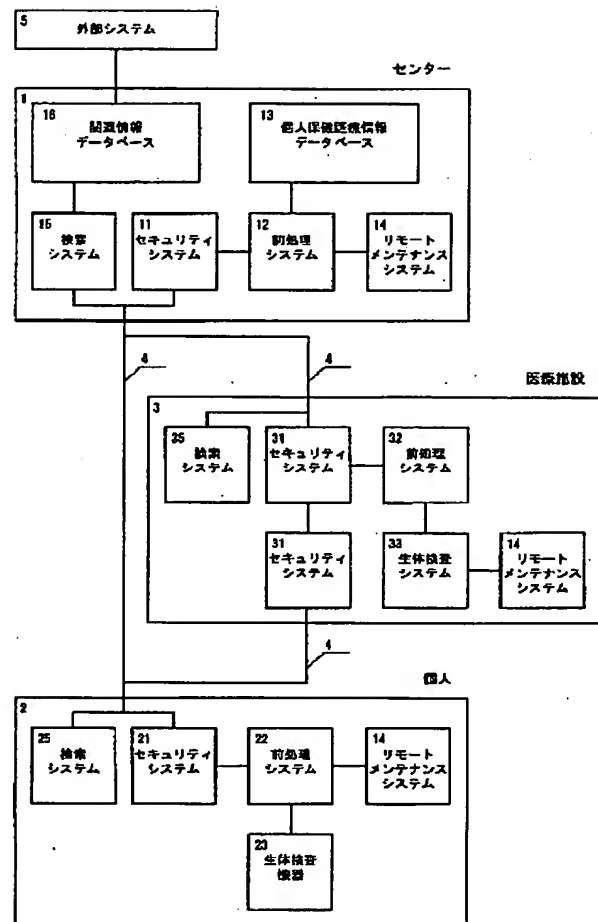 5
外部システム
センター
1
16
関連情報
データベース
13
個人保健医療情報
データベース
15
検索
システム
11
セキュリティ
システム
12
前処理
システム
14
リモート
メンテナンス
システム
4
4
医療施設
3
35
検索
システム
31
セキュリティ
システム
32
前処理
システム
31
セキュリティ
システム
33
生体検査
システム
14
リモート
メンテナンス
システム
4
個人
2
25
検索
システム
21
セキュリティ
システム
22
前処理
システム
14
リモート
メンテナンス
システム
23
生体検査
機器